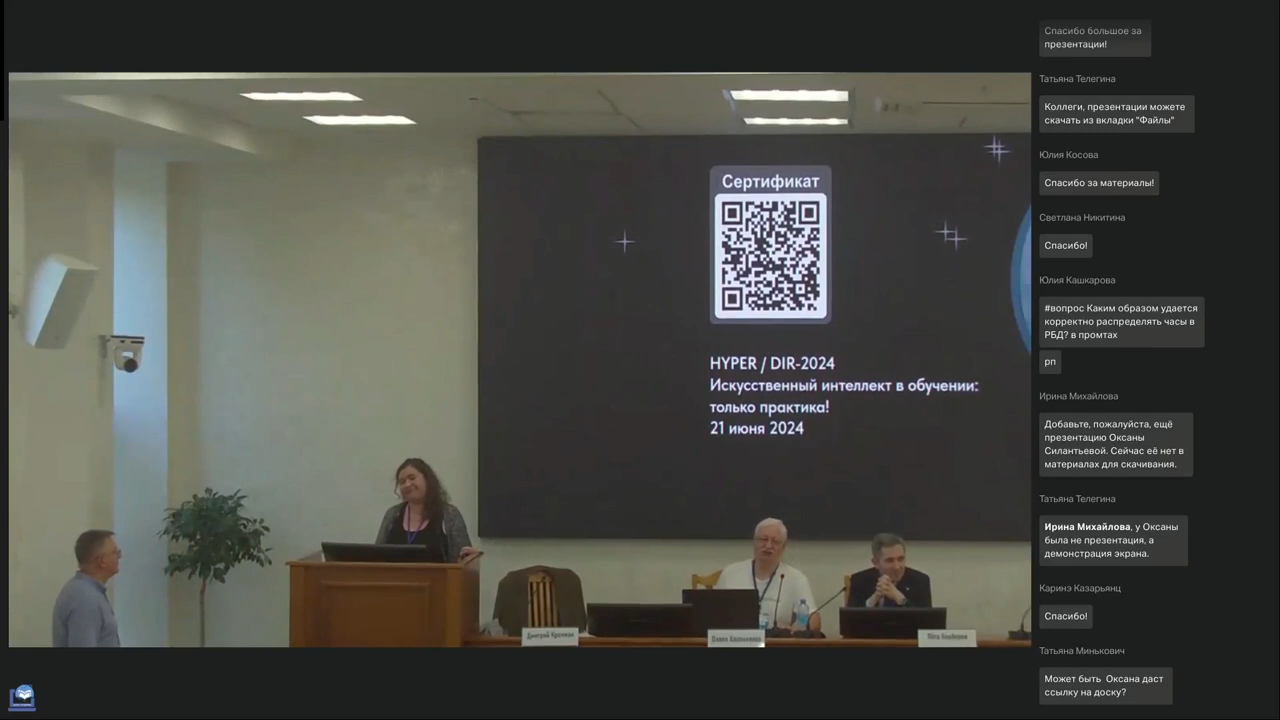 Сертификат
HYPER / DIR-2024
Искусственный интеллект в обучении:
только практика!
21 июня 2024
Спасибо большое за
презентации!
Татьяна Телегина
Коллеги, презентации можете
скачать из вкладки "Файлы"
Юлия Косова
Спасибо за материалы!
Светлана Никитина
Спасибо!
Юлия Кашкарова
#вопрос Каким образом удается
корректно распределять часы в
РБД? в промтах
рп
Ирина Михайлова
Добавьте, пожалуйста, ещё
презентацию Оксаны
Силантьевой. Сейчас её нет в
материалах для скачивания.
Татьяна Телегина
Ирина Михайлова, у Оксаны
была не презентация, а
демонстрация экрана.
Каринэ Казарьянц
Спасибо!
Татьяна Минькович
Может быть Оксана даст
ссылку на доску?